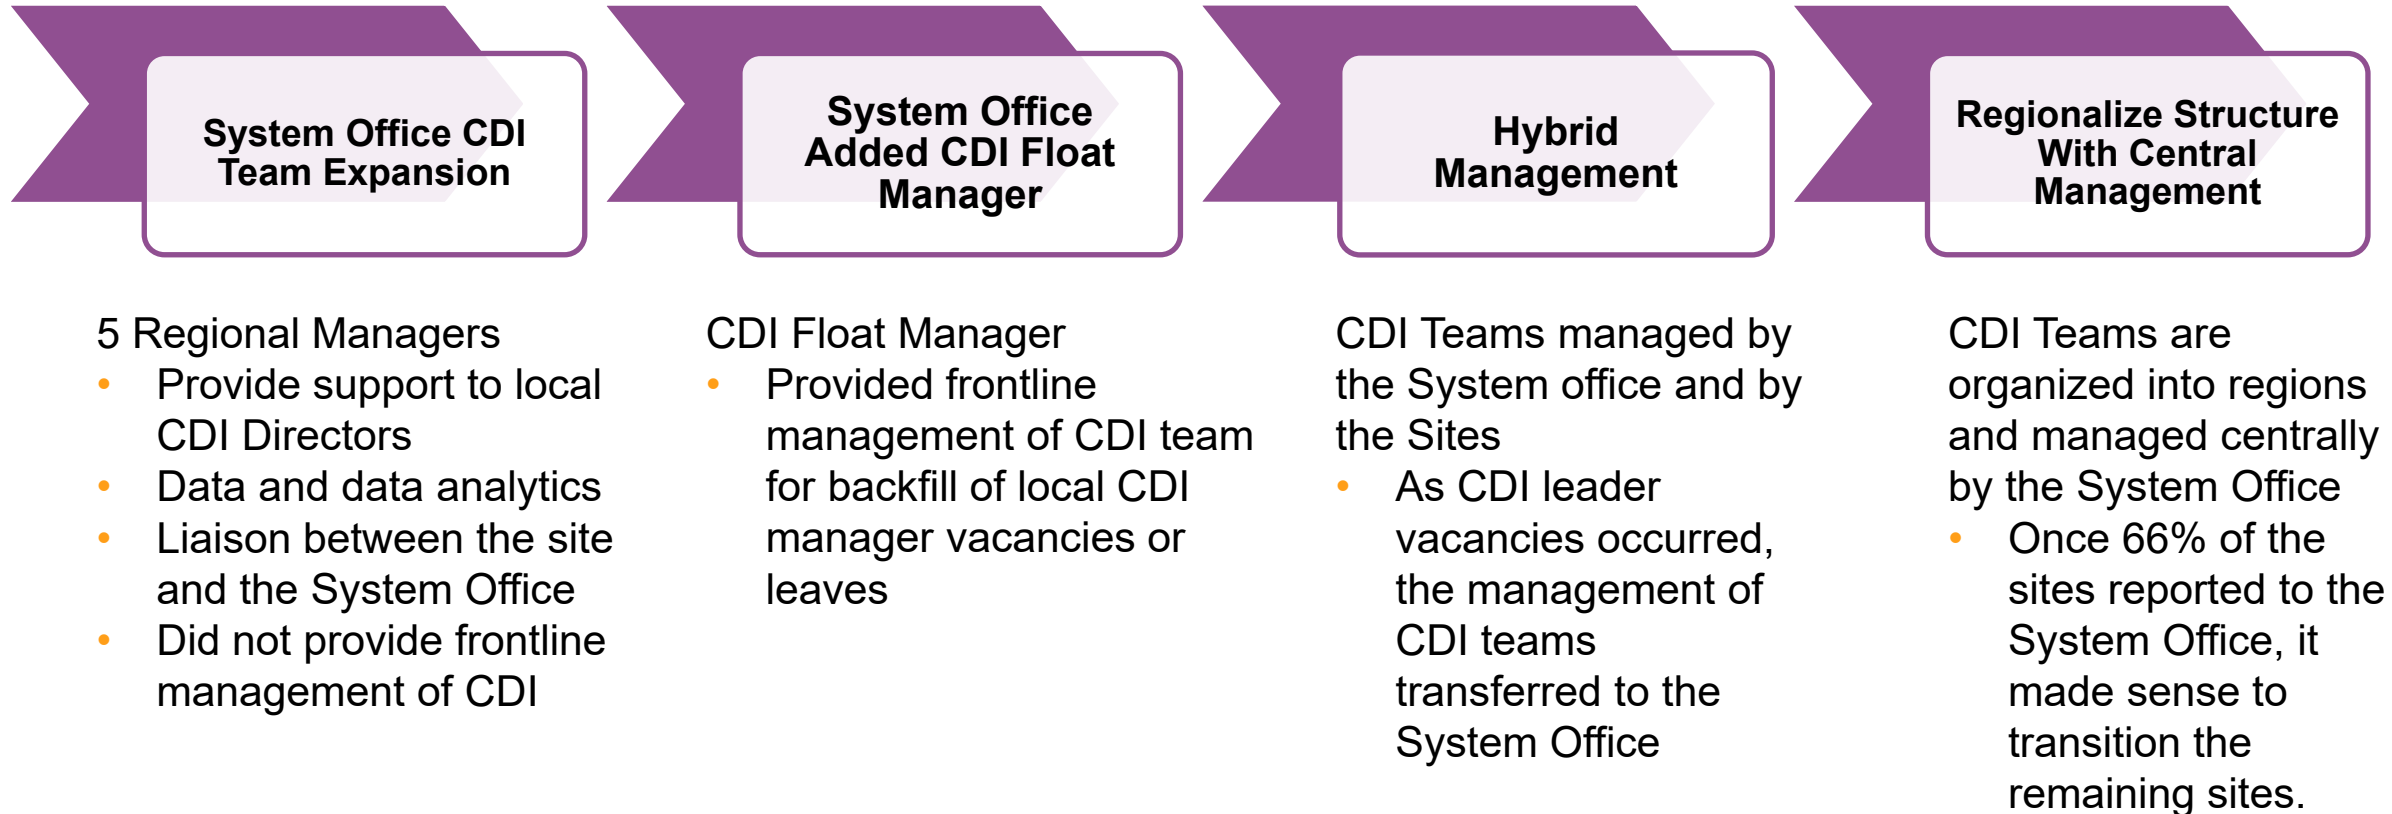 System Office CDI
Team Expansion
5 Regional Managers
• Provide support to local
CDI Directors
• Data and data analytics
• Liaison between the site
and the System Office
• Did not provide frontline
management of CDI
System Office
Added CDI Float
Manager
CDI Float Manager
• Provided frontline
management of CDI team
for backfill of local CDI
manager vacancies or
leaves
Hybrid
Management
CDI Teams managed by
the System office and by
the Sites
• As CDI leader
vacancies occurred,
the management of
CDI teams
transferred to the
System Office
Regionalize Structure
With Central
Management
CDI Teams are
organized into regions
and managed centrally
by the System Office
• Once 66% of the
sites reported to the
System Office, it
made sense to
transition the
remaining sites.